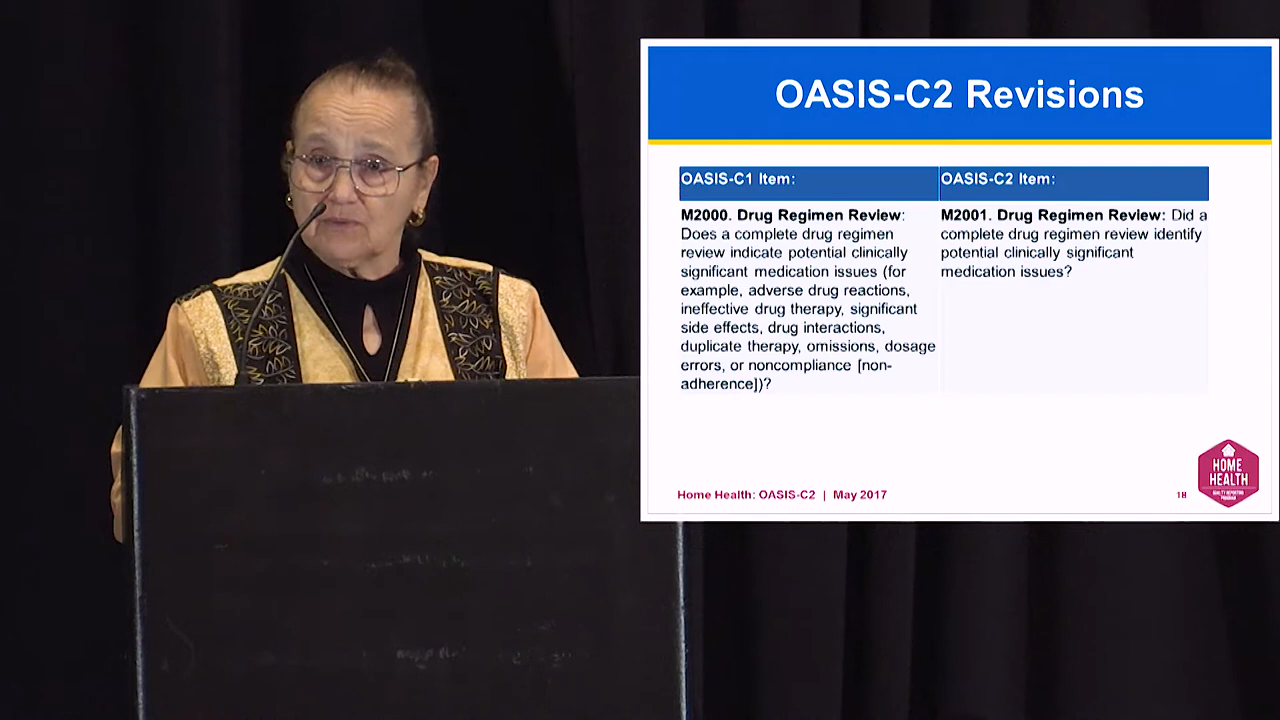 OASIS-C2 Revisions
OASIS-C1 Item:
M2000. Drug Regimen Review:
Does a complete drug regimen
review indicate potential clinically
significant medication issues (for
example, adverse drug reactions,
ineffective drug therapy, significant
side effects, drug interactions,
duplicate therapy, omissions, dosage
errors, or noncompliance [non-
adherence])?
OASIS-C2 Item:
M2001. Drug Regimen Review: Did a
complete drug regimen review identify
potential clinically significant
medication issues?
Home Health: OASIS-C2 | May 2017
18
HOME
HEALTH
QUALITY REPORTING
PROGRAM